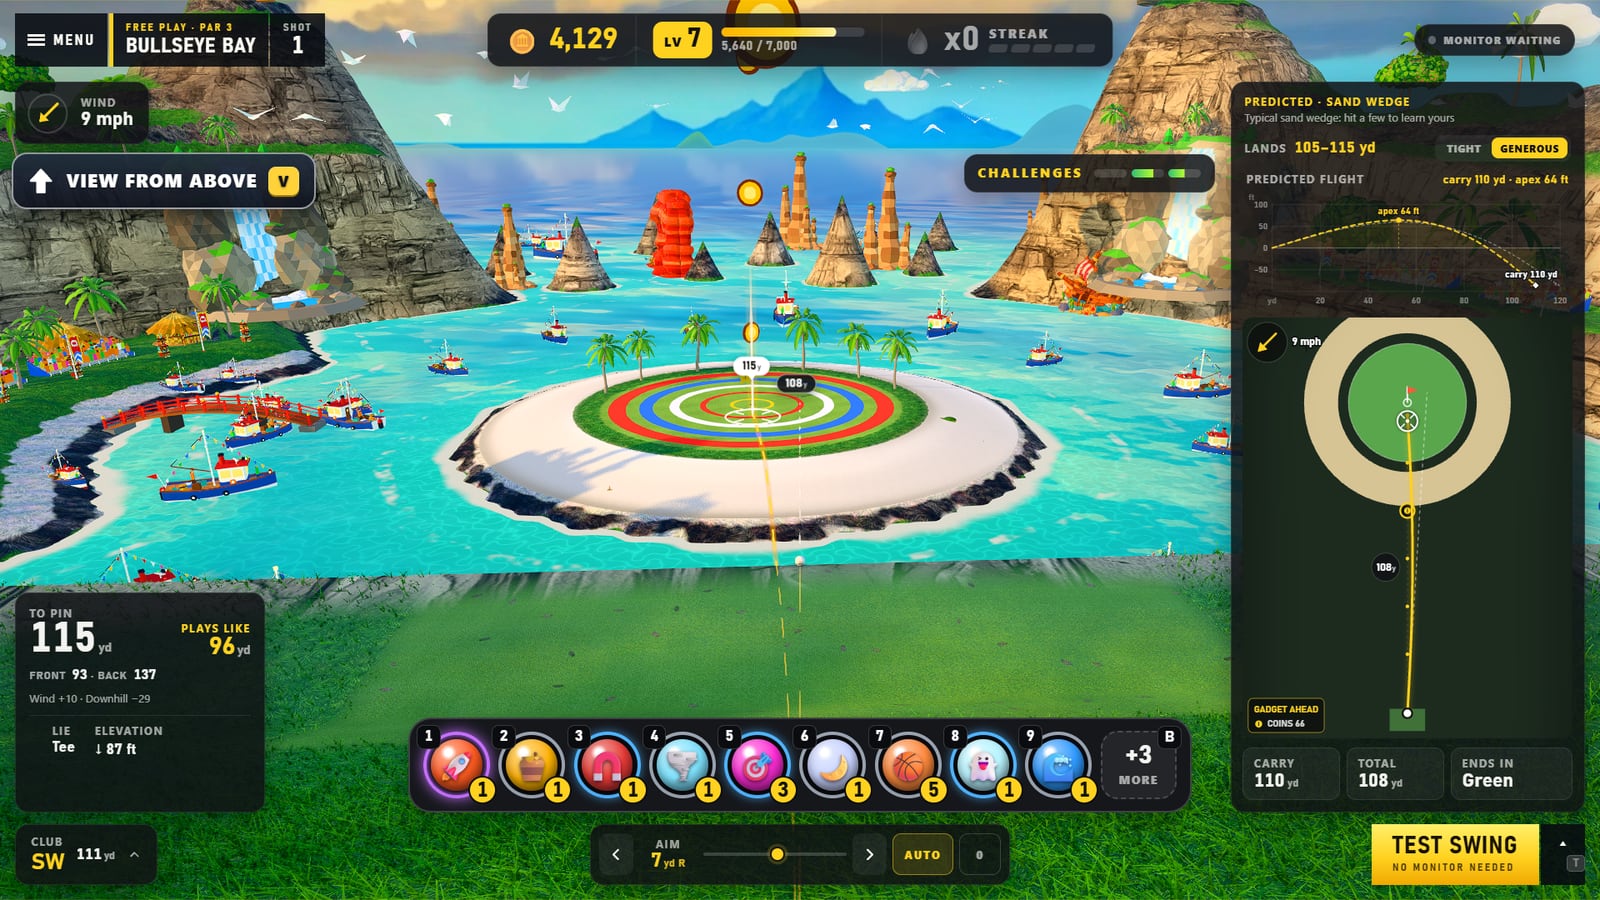 MENU
FREE PLAY · PAR 3
BULLSEYE BAY
SHOT
1
4,129
LV 7
5,640 / 7,000
x0 STREAK
MONITOR WAITING
WIND
9 mph
VIEW FROM ABOVE V
CHALLENGES
PREDICTED · SAND WEDGE
Typical sand wedge: hit a few to learn yours
LANDS 105–115 yd
TIGHT GENEROUS
PREDICTED FLIGHT carry 110 yd · apex 64 ft
ft
100
50
0
−50
apex 64 ft
carry 110 yd
yd 20 40 60 80 100 120
9 mph
108y
GADGET AHEAD
COINS 66
CARRY
110 yd
TOTAL
108 yd
ENDS IN
Green
115y
108y
TO PIN
115 yd
PLAYS LIKE
96 yd
FRONT 93 · BACK 137
Wind +10 · Downhill −29
LIE
Tee
ELEVATION
↓ 87 ft
1 2 3 4 5 6 7 8 9 B
1 1 1 1 3 1 5 1 1
+3
MORE
CLUB
SW 111 yd
AIM
7 yd R
AUTO
0
TEST SWING
NO MONITOR NEEDED
T